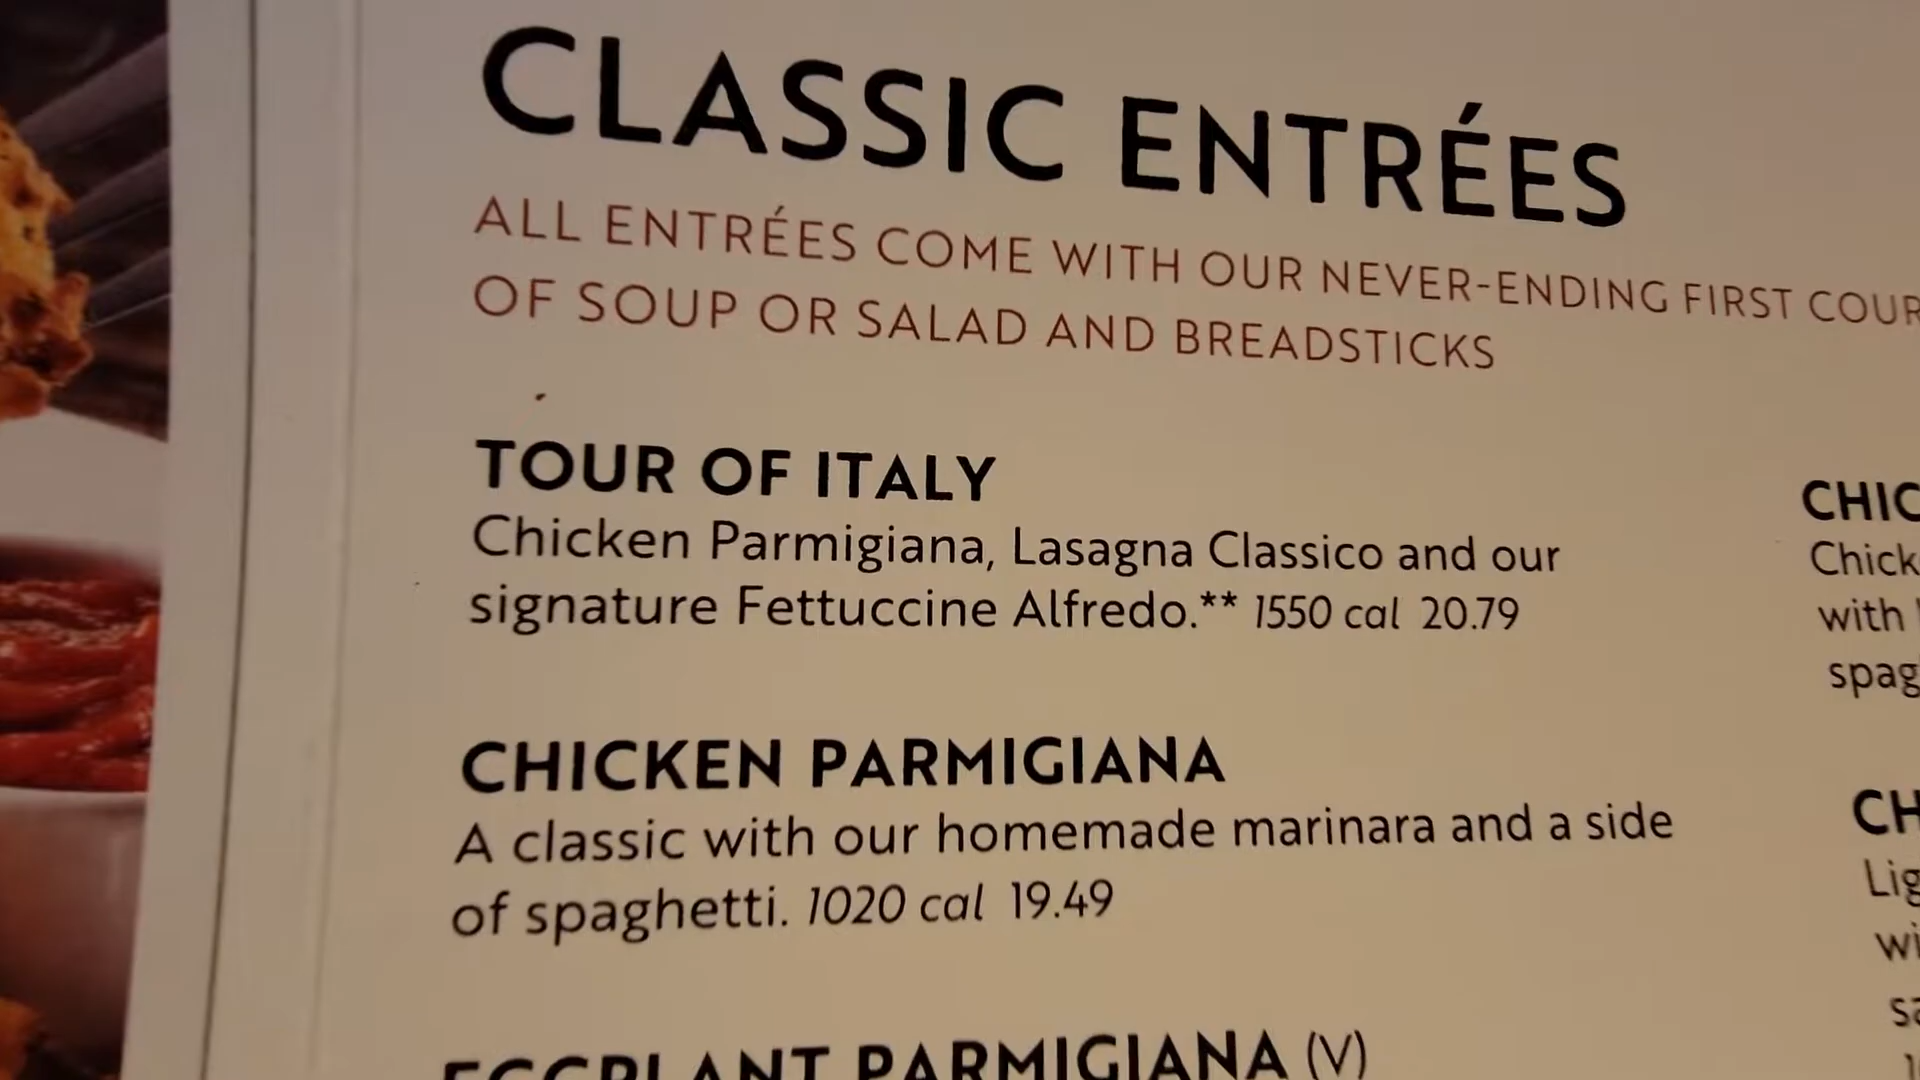 CLASSIC ENTRÉES
ALL ENTRÉES COME WITH OUR NEVER-ENDING FIRST
OF SOUP OR SALAD AND BREADSTICKS
TOUR OF ITALY
Chicken Parmigiana, Lasagna Classico and our
signature Fettuccine Alfredo.** 1550 cal 20.79
CHICKEN PARMIGIANA
A classic with our homemade marinara and a side
of spaghetti. 1020 cal 19.49
EGGPLANT PARMIGIANA (V)
with